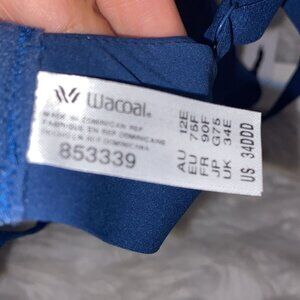 Wacoal®
MADE IN DOMINICAN REP
FABRIQUE EN REP DOMINICAINE
853339
AU 12E
EU 75F
FR 90F
JP G75
UK 34E
US 34DDD